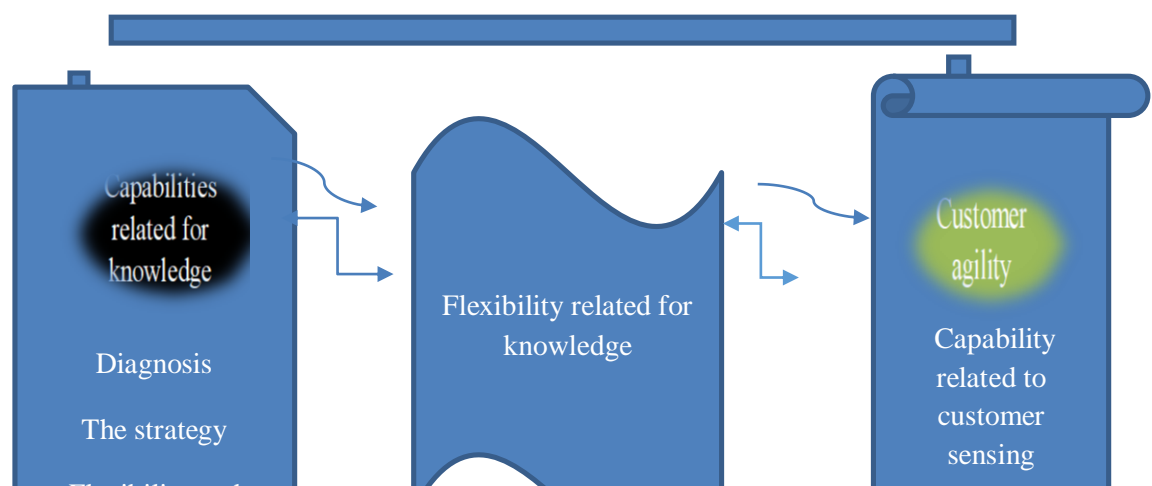 Capabilities
related for
knowledge
Diagnosis
The strategy
Flexibility related for
knowledge
Customer
agility
Capability
related to
customer
sensing